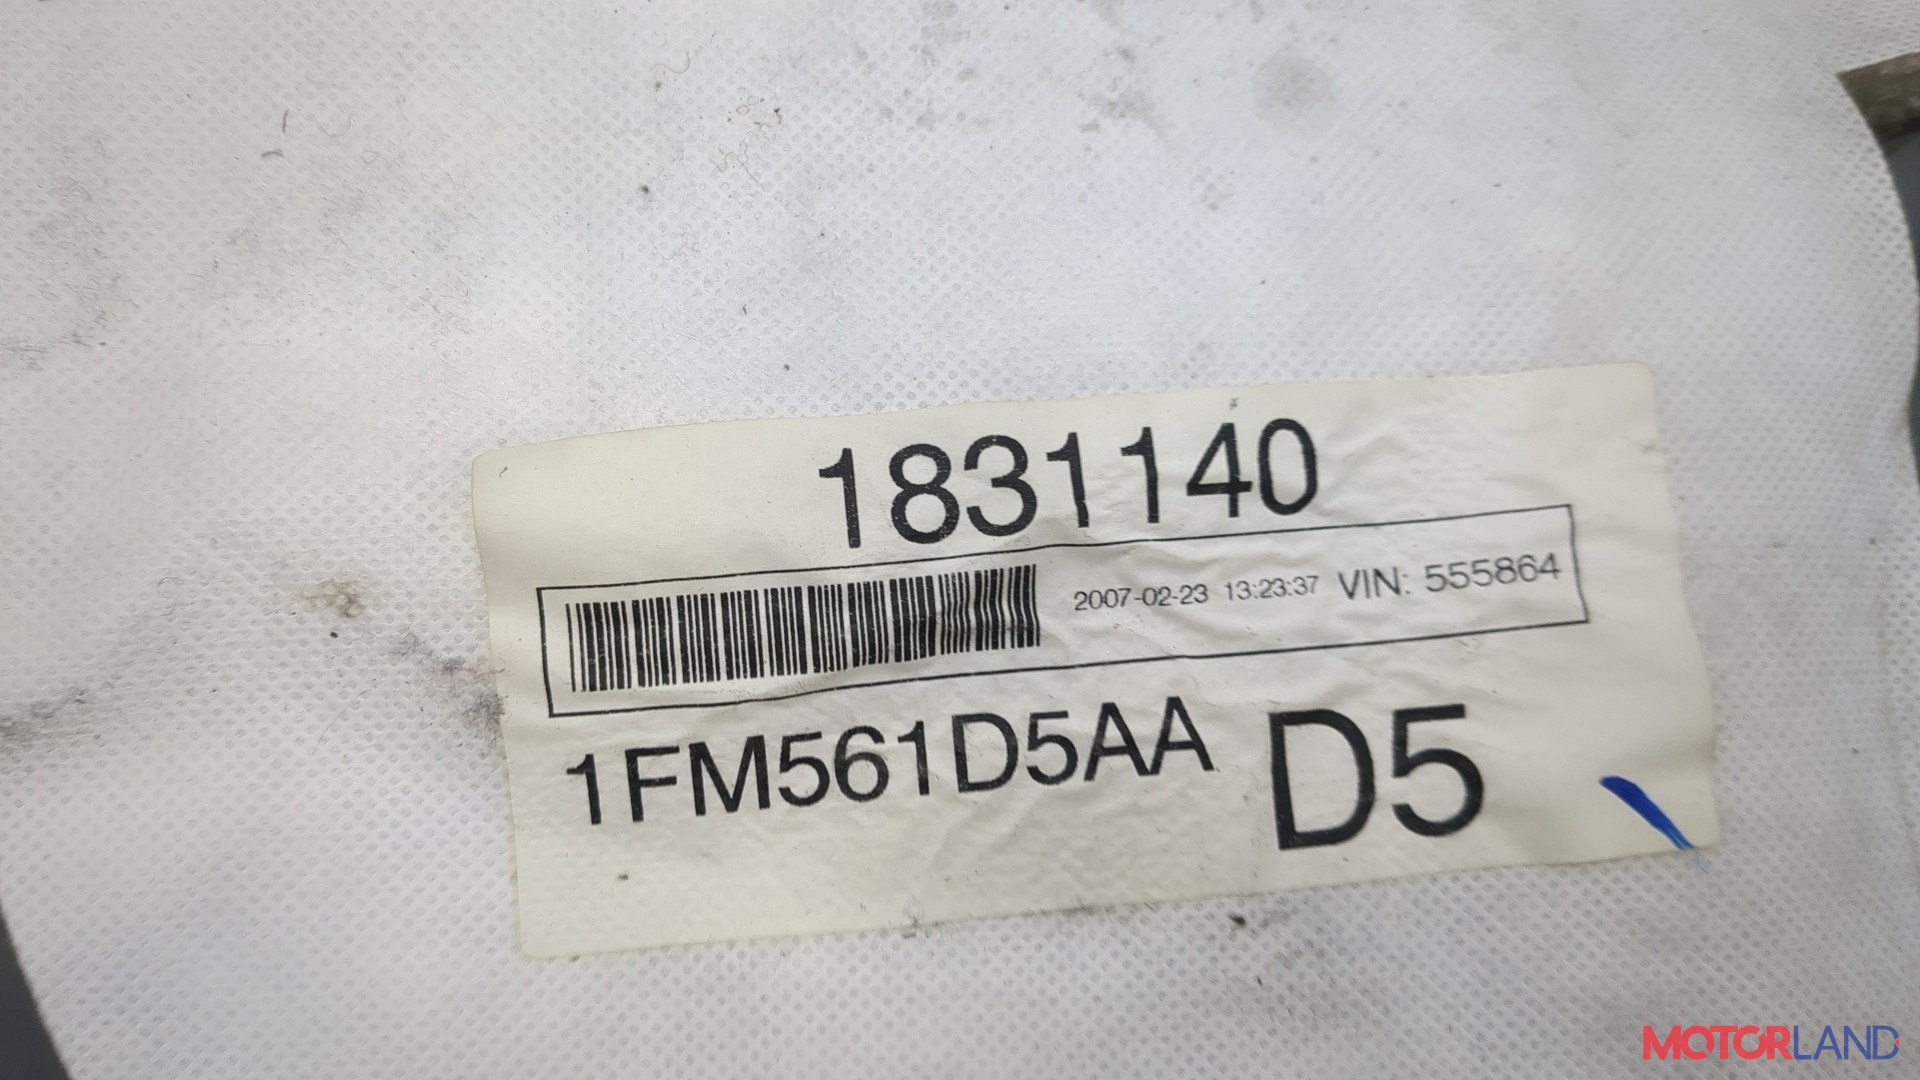 1831140
2007-02-23 13:23:37 VIN: 555864
1FM561D5AA D5
MOTORLAND